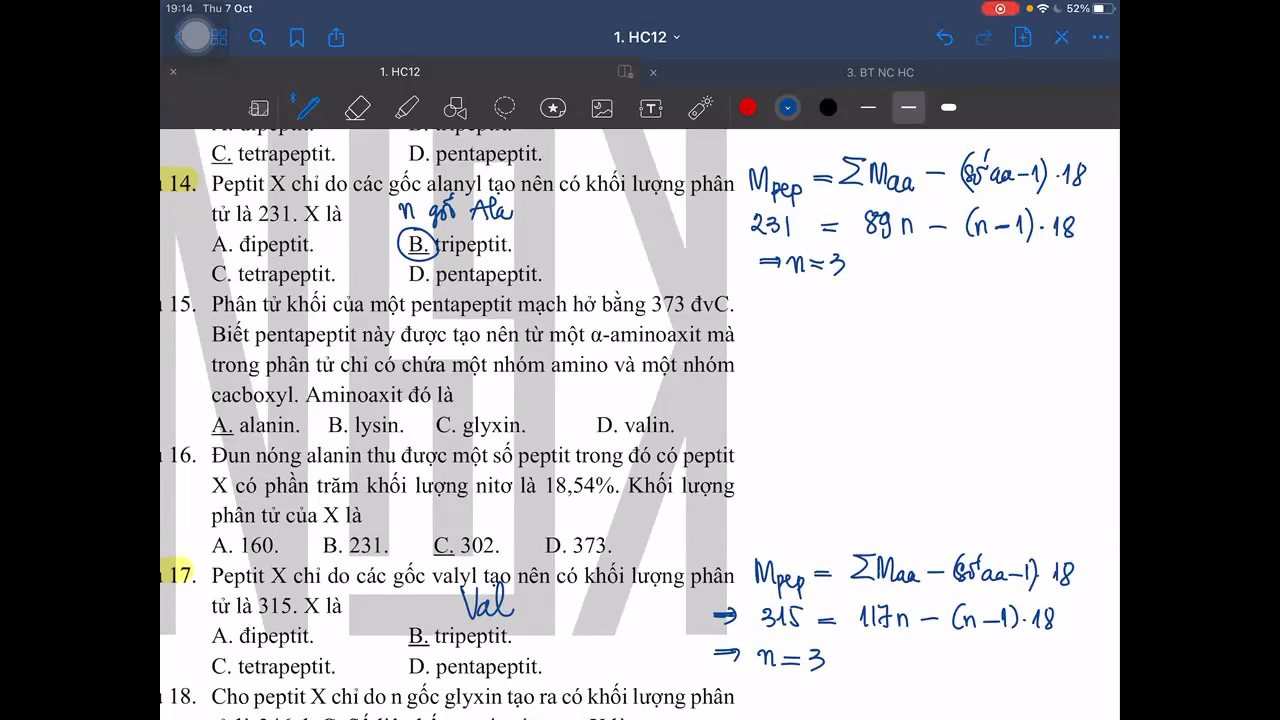 19:14 Thu 7 Oct
52%
1. HC12
1. HC12
3. BT NC HC
C. tetrapeptit. D. pentapeptit.
14. Peptit X chỉ do các gốc alanyl tạo nên có khối lượng phân
tử là 231. X là
n gốc Ala
A. đipeptit. B. tripeptit.
C. tetrapeptit. D. pentapeptit.
Mpep = ΣMaa − (số aa−1).18
231 = 89n − (n−1).18
⇒ n = 3
15. Phân tử khối của một pentapeptit mạch hở bằng 373 đvC.
Biết pentapeptit này được tạo nên từ một α-aminoaxit mà
trong phân tử chỉ có chứa một nhóm amino và một nhóm
cacboxyl. Aminoaxit đó là
A. alanin. B. lysin. C. glyxin. D. valin.
16. Đun nóng alanin thu được một số peptit trong đó có peptit
X có phần trăm khối lượng nitơ là 18,54%. Khối lượng
phân tử của X là
A. 160. B. 231. C. 302. D. 373.
17. Peptit X chỉ do các gốc valyl tạo nên có khối lượng phân
tử là 315. X là
Val
A. đipeptit. B. tripeptit.
C. tetrapeptit. D. pentapeptit.
Mpep = ΣMaa − (số aa−1).18
⇒ 315 = 117n − (n−1).18
⇒ n = 3
18. Cho peptit X chỉ do n gốc glyxin tạo ra có khối lượng phân